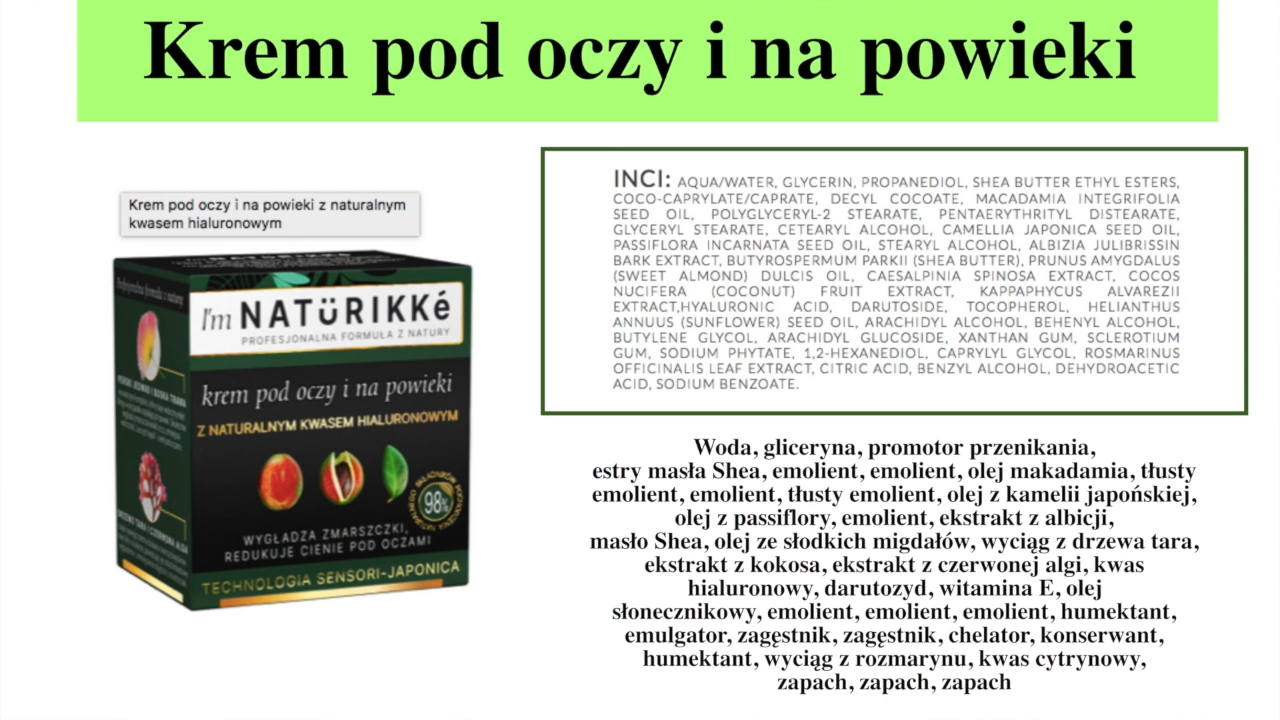 Krem pod oczy i na powieki
Krem pod oczy i na powieki z naturalnym
kwasem hialuronowym
I'm NATÜRIKKé
PROFESJONALNA FORMUŁA Z NATURY
krem pod oczy i na powieki
Z NATURALNYM KWASEM HIALURONOWYM
98%
WYGŁADZA ZMARSZCZKI,
REDUKUJE CIENIE POD OCZAMI
TECHNOLOGIA SENSORI-JAPONICA
INCI: AQUA/WATER, GLYCERIN, PROPANEDIOL, SHEA BUTTER ETHYL ESTERS,
COCO-CAPRYLATE/CAPRATE, DECYL COCOATE, MACADAMIA INTEGRIFOLIA
SEED OIL, POLYGLYCERYL-2 STEARATE, PENTAERYTHRITYL DISTEARATE,
GLYCERYL STEARATE, CETEARYL ALCOHOL, CAMELLIA JAPONICA SEED OIL,
PASSIFLORA INCARNATA SEED OIL, STEARYL ALCOHOL, ALBIZIA JULIBRISSIN
BARK EXTRACT, BUTYROSPERMUM PARKII (SHEA BUTTER), PRUNUS AMYGDALUS
(SWEET ALMOND) DULCIS OIL, CAESALPINIA SPINOSA EXTRACT, COCOS
NUCIFERA (COCONUT) FRUIT EXTRACT, KAPPAPHYCUS ALVAREZII
EXTRACT,HYALURONIC ACID, DARUTOSIDE, TOCOPHEROL, HELIANTHUS
ANNUUS (SUNFLOWER) SEED OIL, ARACHIDYL ALCOHOL, BEHENYL ALCOHOL,
BUTYLENE GLYCOL, ARACHIDYL GLUCOSIDE, XANTHAN GUM, SCLEROTIUM
GUM, SODIUM PHYTATE, 1,2-HEXANEDIOL, CAPRYLYL GLYCOL, ROSMARINUS
OFFICINALIS LEAF EXTRACT, CITRIC ACID, BENZYL ALCOHOL, DEHYDROACETIC
ACID, SODIUM BENZOATE.
Woda, gliceryna, promotor przenikania,
estry masła Shea, emolient, emolient, olej makadamia, tłusty
emolient, emolient, tłusty emolient, olej z kamelii japońskiej,
olej z passiflory, emolient, ekstrakt z albicji,
masło Shea, olej ze słodkich migdałów, wyciąg z drzewa tara,
ekstrakt z kokosa, ekstrakt z czerwonej algi, kwas
hialuronowy, darutozyd, witamina E, olej
słonecznikowy, emolient, emolient, emolient, humektant,
emulgator, zagęstnik, zagęstnik, chelator, konserwant,
humektant, wyciąg z rozmarynu, kwas cytrynowy,
zapach, zapach, zapach